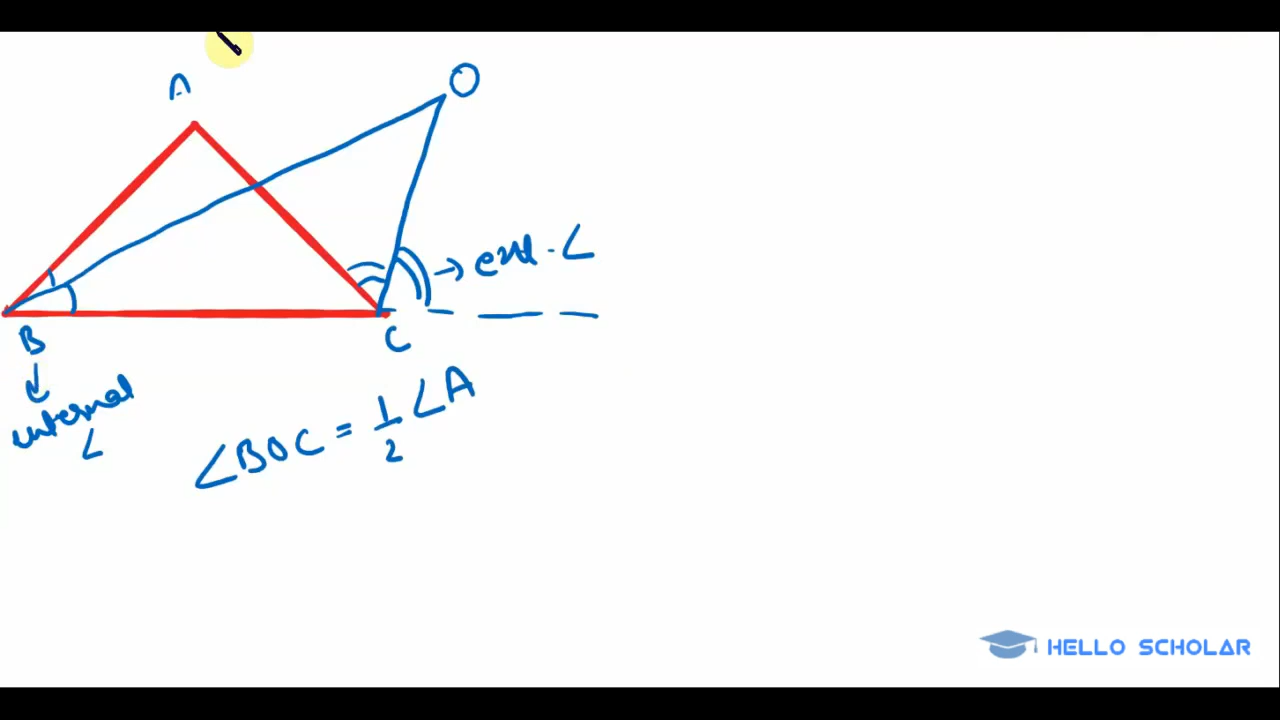 A
O
→ ext. ∠
B
C
internal
∠
∠BOC = 1/2 ∠A
HELLO SCHOLAR